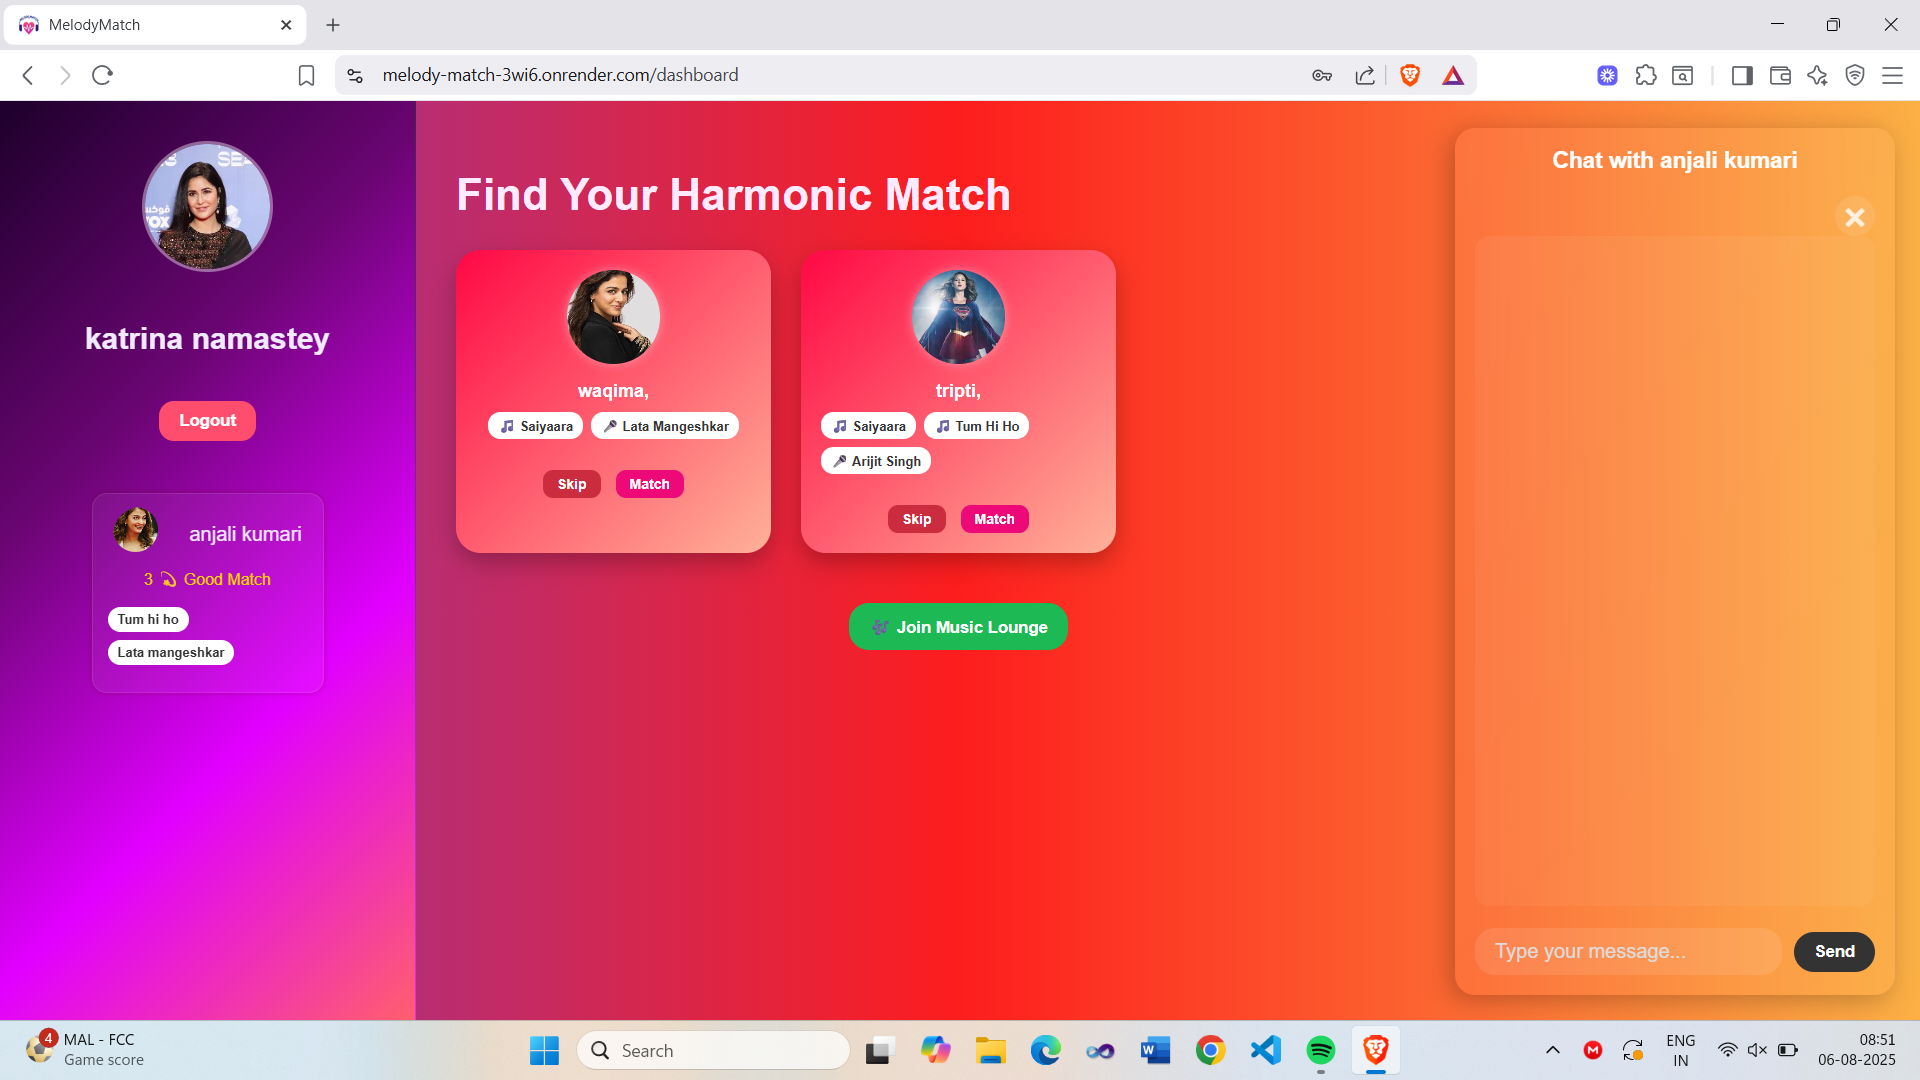 MelodyMatch
melody-match-3wi6.onrender.com/dashboard
katrina namastey
Logout
anjali kumari
3 💫 Good Match
Tum hi ho
Lata mangeshkar
Find Your Harmonic Match
waqima,
🎵 Saiyaara 🎤 Lata Mangeshkar
Skip Match
tripti,
🎵 Saiyaara 🎵 Tum Hi Ho
🎤 Arijit Singh
Skip Match
Join Music Lounge
Chat with anjali kumari
Type your message...
Send
4
MAL - FCC
Game score
Search
ENG
IN
08:51
06-08-2025